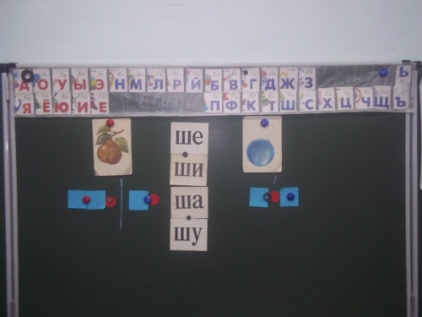 А О У Ы Э Н М Л Р Й Б В Г Д Ж З Ь
Я Ё Ю И Е П Ф К Т Ш С Х Ц Ч Щ Ъ
ше
ши
ша
шу